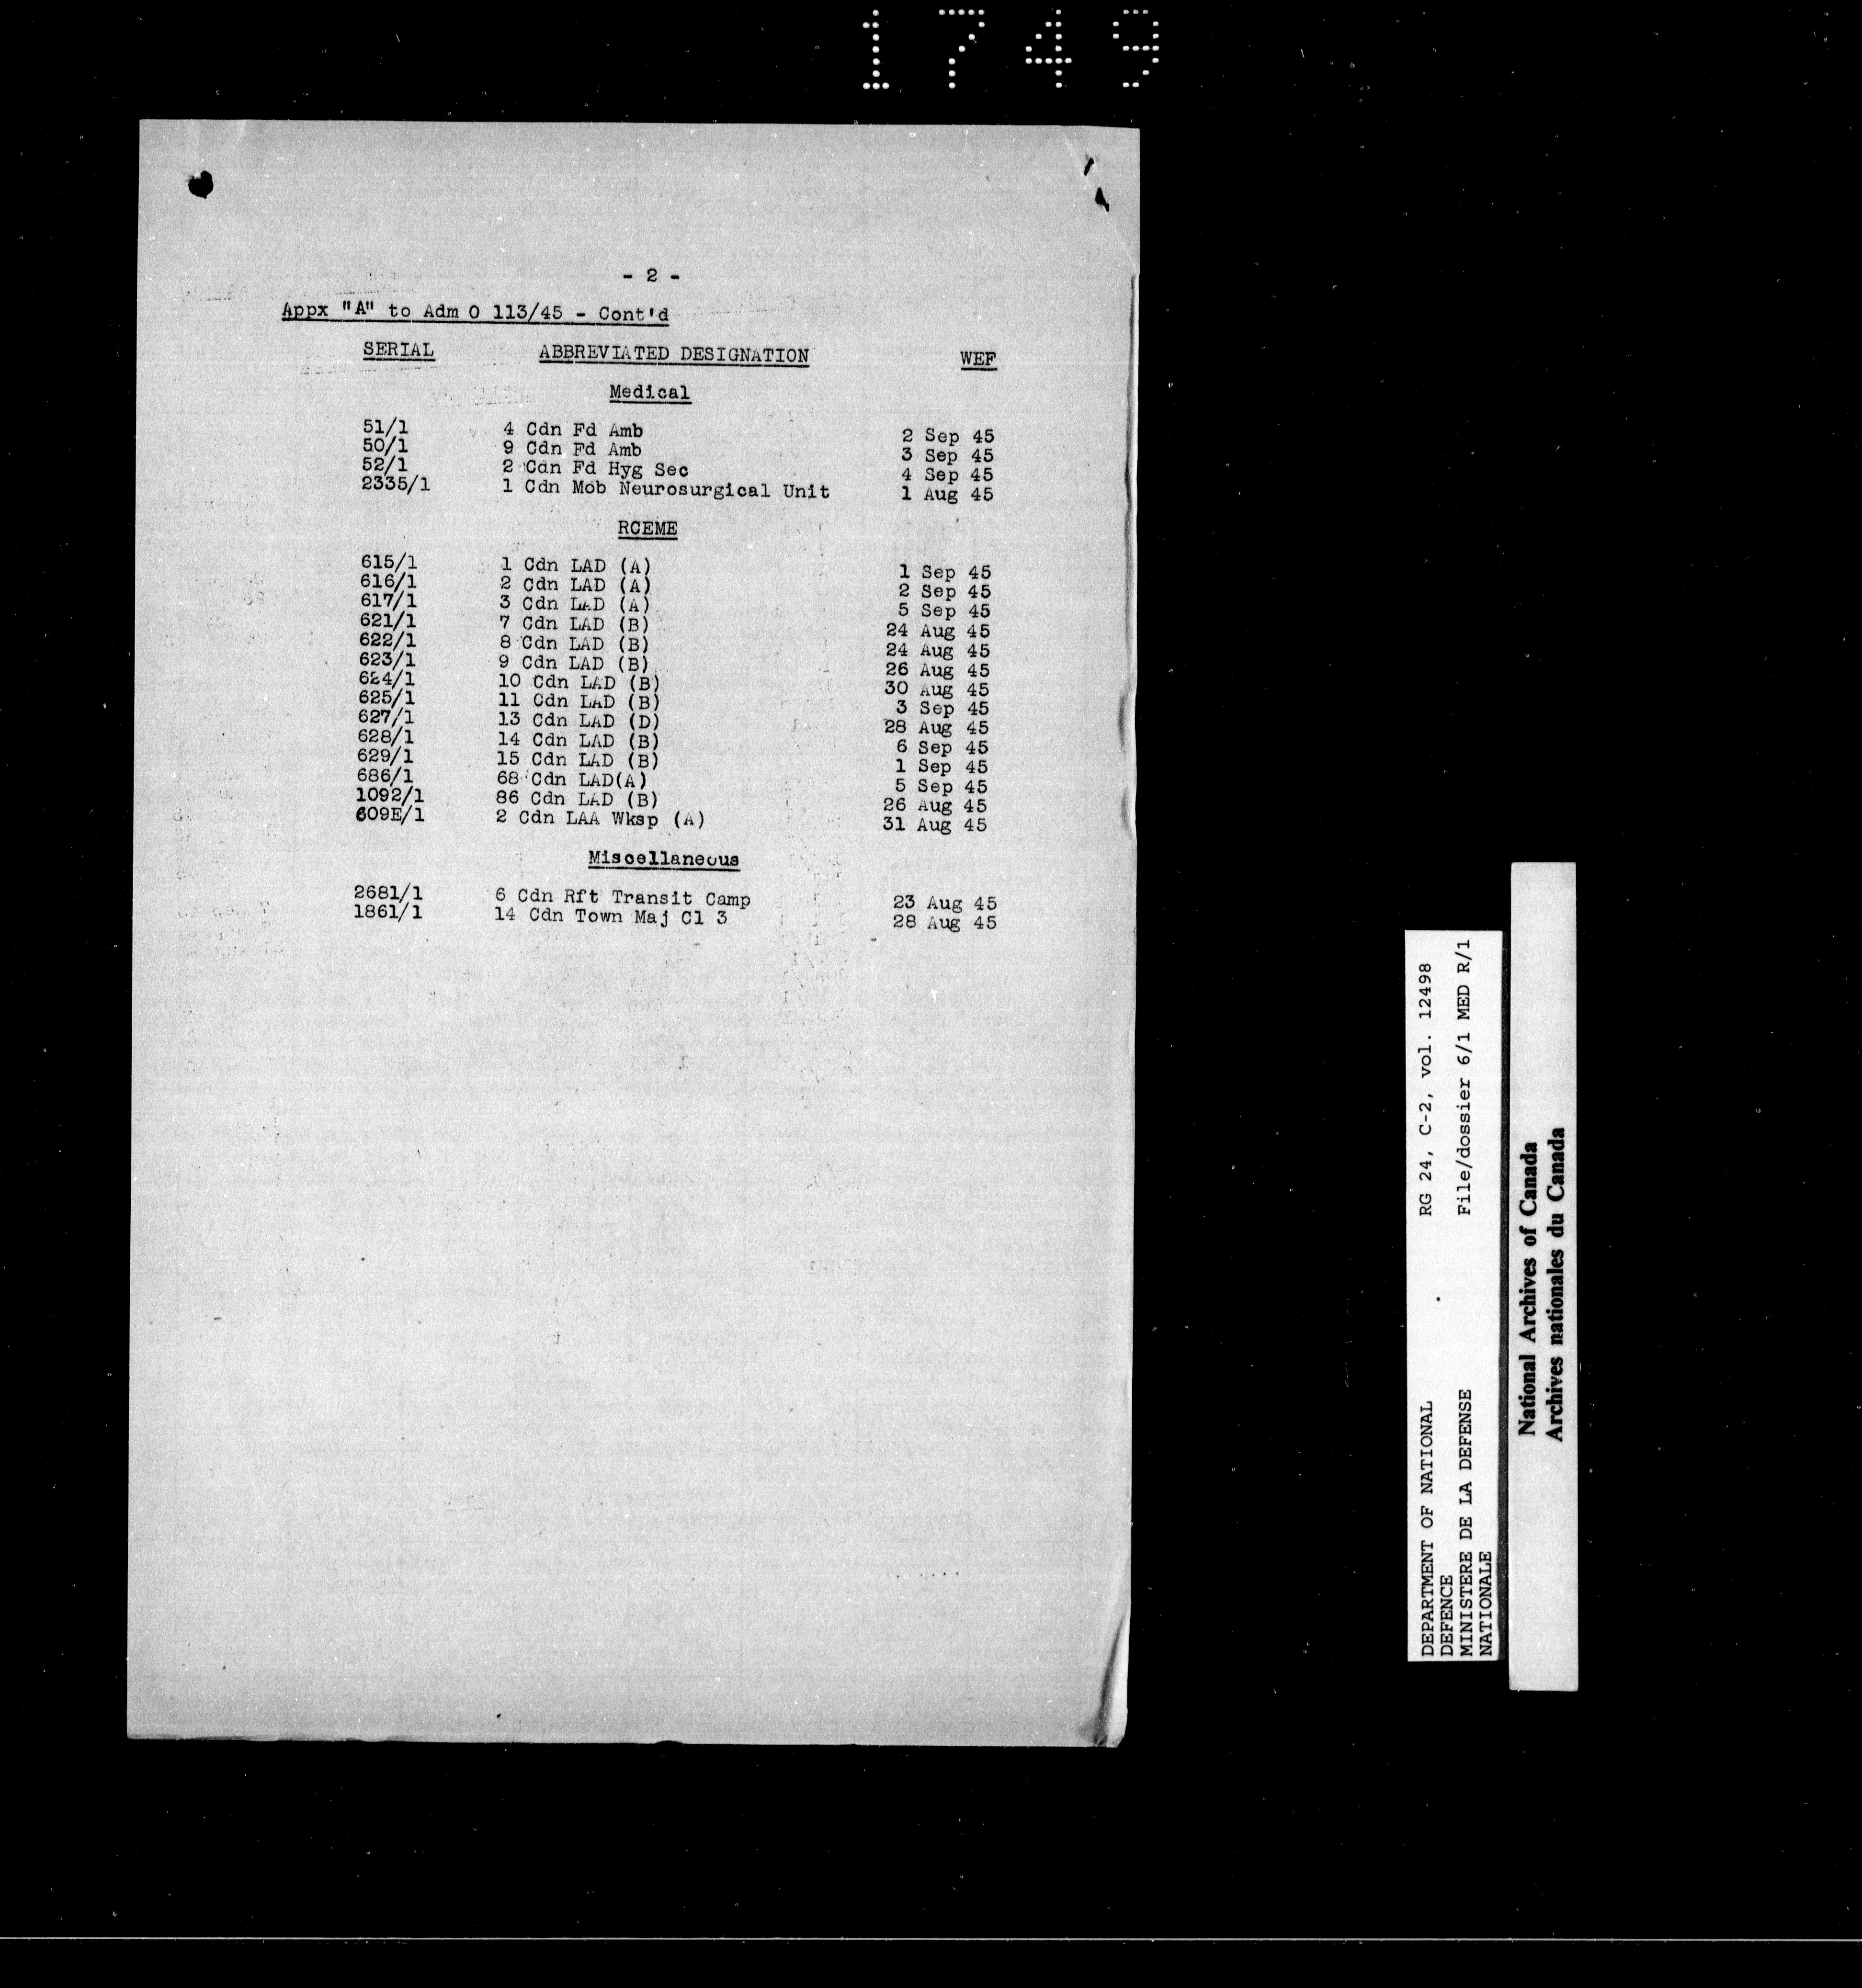 1749
- 2 -
Appx "A" to Adm O 113/45 - Cont'd
SERIAL ABBREVIATED DESIGNATION WEF
Medical
51/1 4 Cdn Fd Amb 2 Sep 45
50/1 9 Cdn Fd Amb 3 Sep 45
52/1 2 Cdn Fd Hyg Sec 4 Sep 45
2335/1 1 Cdn Mob Neurosurgical Unit 1 Aug 45
RCEME
615/1 1 Cdn LAD (A) 1 Sep 45
616/1 2 Cdn LAD (A) 2 Sep 45
617/1 3 Cdn LAD (A) 5 Sep 45
621/1 7 Cdn LAD (B) 24 Aug 45
622/1 8 Cdn LAD (B) 24 Aug 45
623/1 9 Cdn LAD (B) 26 Aug 45
624/1 10 Cdn LAD (B) 30 Aug 45
625/1 11 Cdn LAD (B) 3 Sep 45
627/1 13 Cdn LAD (D) 28 Aug 45
628/1 14 Cdn LAD (B) 6 Sep 45
629/1 15 Cdn LAD (B) 1 Sep 45
686/1 68 Cdn LAD(A) 5 Sep 45
1092/1 86 Cdn LAD (B) 26 Aug 45
609E/1 2 Cdn LAA Wksp (A) 31 Aug 45
Miscellaneous
2681/1 6 Cdn Rft Transit Camp 23 Aug 45
1861/1 14 Cdn Town Maj Cl 3 28 Aug 45
DEPARTMENT OF NATIONAL RG 24, C-2, vol. 12498
DEFENCE
MINISTERE DE LA DEFENSE File/dossier 6/1 MED R/1
NATIONALE
National Archives of Canada
Archives nationales du Canada